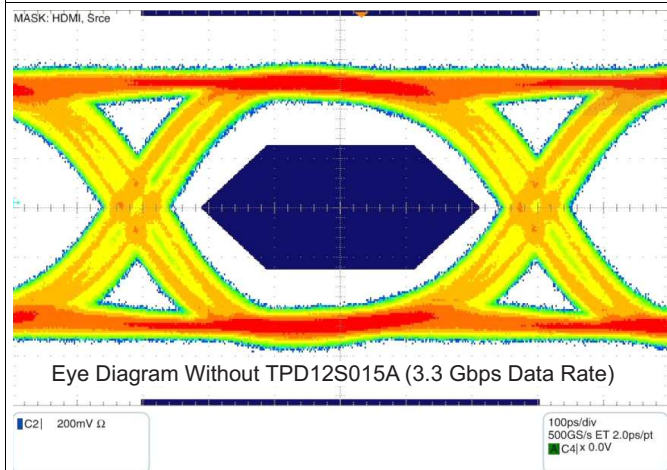 MASK: HDMI, Srce
Eye Diagram Without TPD12S015A (3.3 Gbps Data Rate)
C2| 200mV Ω
100ps/div
500GS/s ET 2.0ps/pt
A C4| x 0.0V